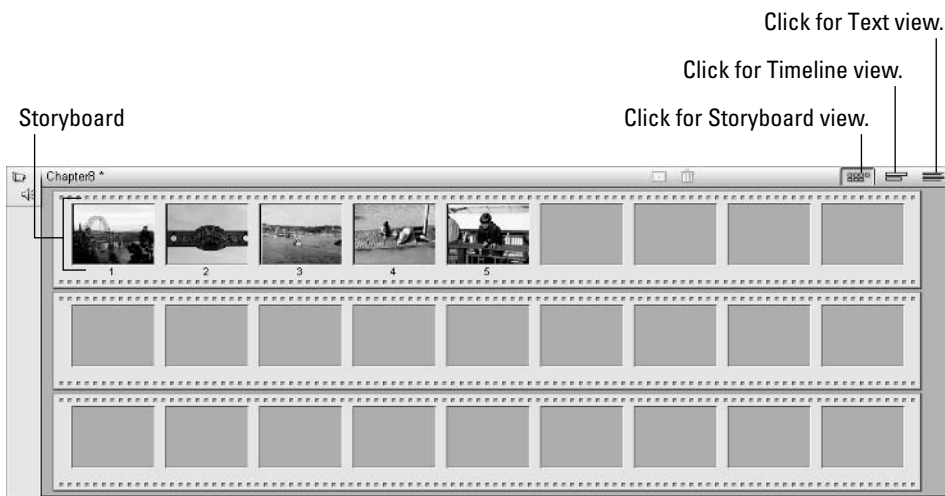 Click for Text view.
Click for Timeline view.
Storyboard
Click for Storyboard view.
Chapter8 *
1 2 3 4 5